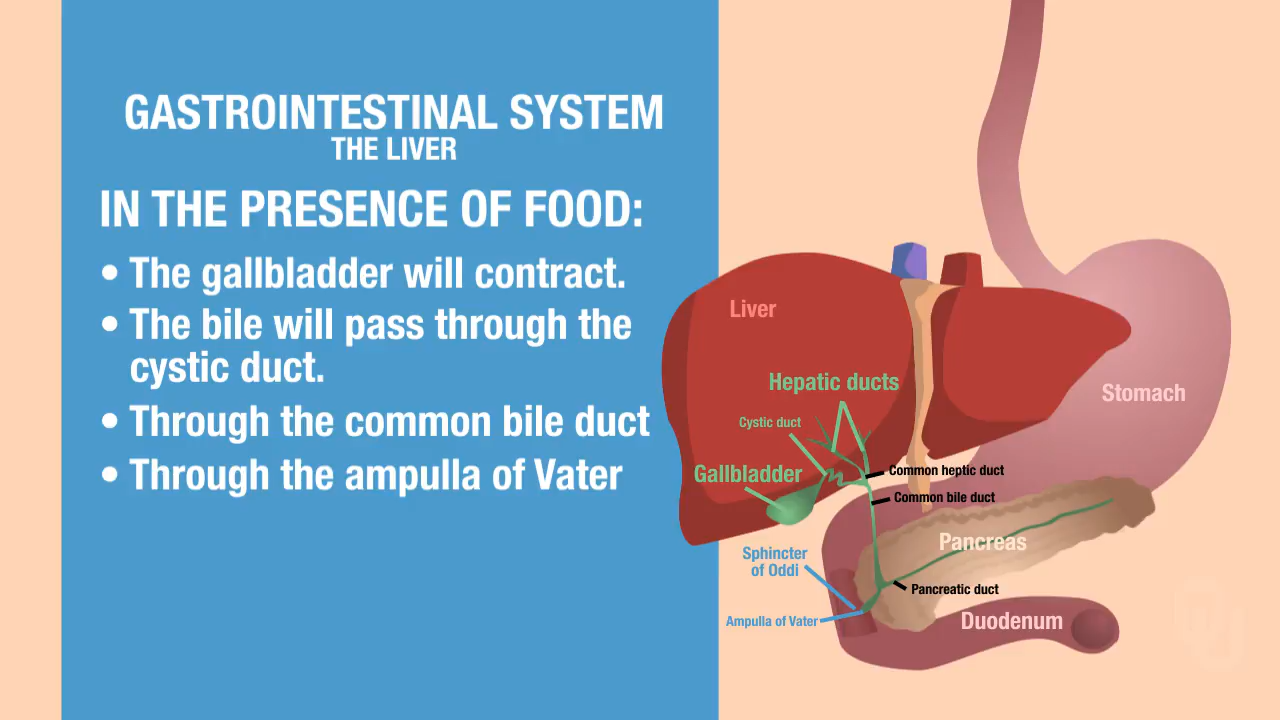 GASTROINTESTINAL SYSTEM
THE LIVER
IN THE PRESENCE OF FOOD:
• The gallbladder will contract.
• The bile will pass through the
cystic duct.
• Through the common bile duct
• Through the ampulla of Vater
Liver
Hepatic ducts
Stomach
Cystic duct
Gallbladder
Common heptic duct
Common bile duct
Pancreas
Sphincter
of Oddi
Pancreatic duct
Ampulla of Vater
Duodenum
OU